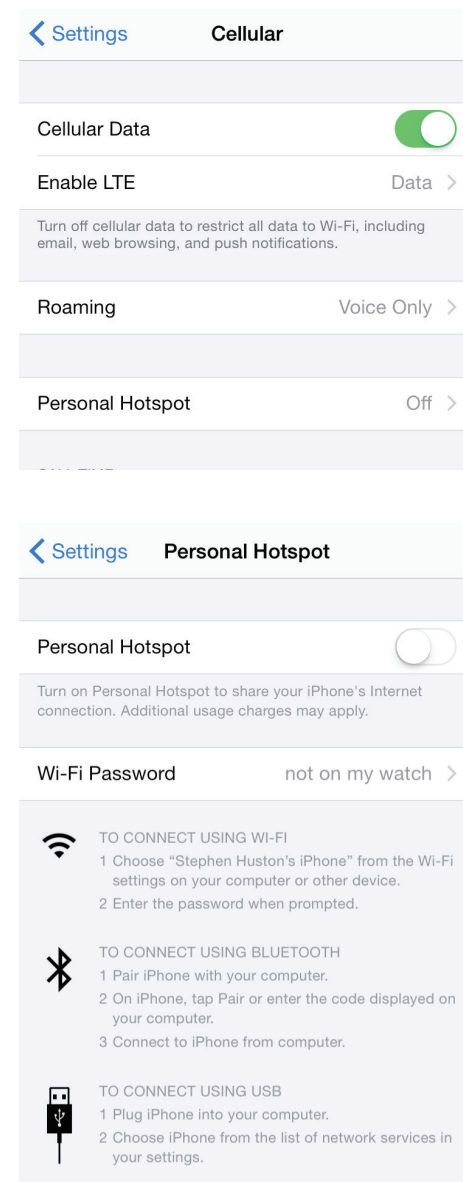 Settings Cellular
Cellular Data
Enable LTE Data
Turn off cellular data to restrict all data to Wi-Fi, including
email, web browsing, and push notifications.
Roaming Voice Only
Personal Hotspot Off
Settings Personal Hotspot
Personal Hotspot
Turn on Personal Hotspot to share your iPhone's Internet
connection. Additional usage charges may apply.
Wi-Fi Password not on my watch
TO CONNECT USING WI-FI
1 Choose “Stephen Huston’s iPhone” from the Wi-Fi
settings on your computer or other device.
2 Enter the password when prompted.
TO CONNECT USING BLUETOOTH
1 Pair iPhone with your computer.
2 On iPhone, tap Pair or enter the code displayed on
your computer.
3 Connect to iPhone from computer.
TO CONNECT USING USB
1 Plug iPhone into your computer.
2 Choose iPhone from the list of network services in
your settings.